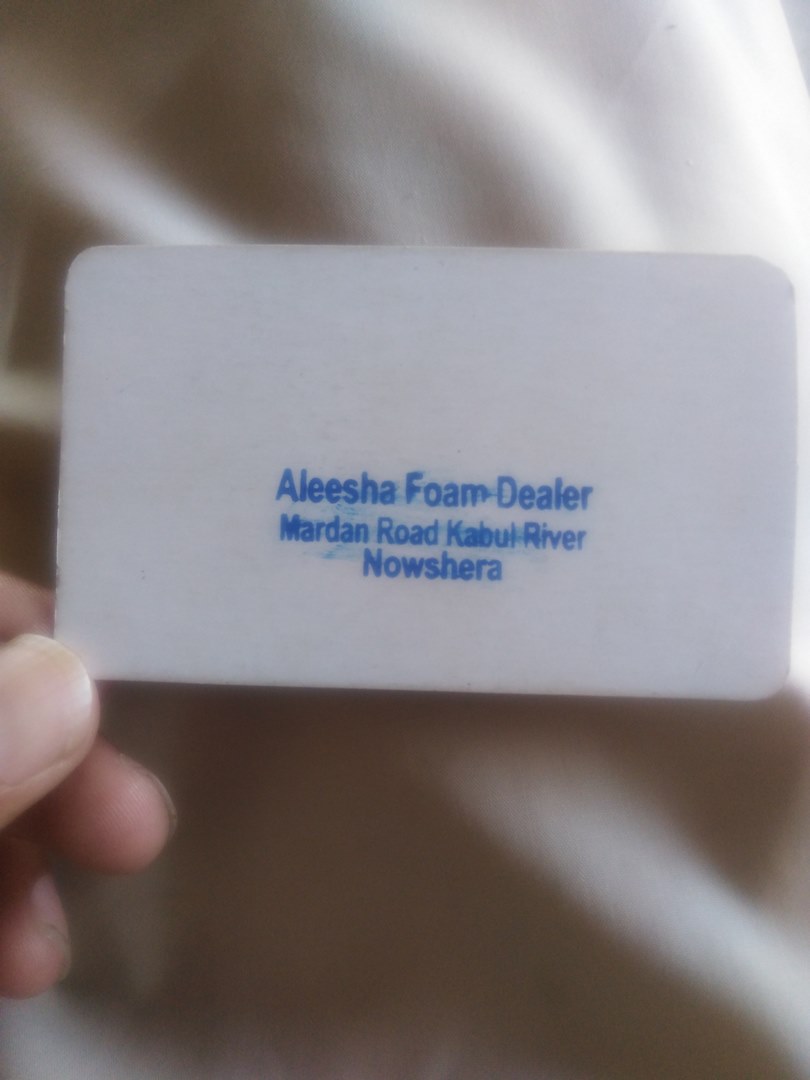 Aleesha Foam Dealer
Mardan Road Kabul River
Nowshera